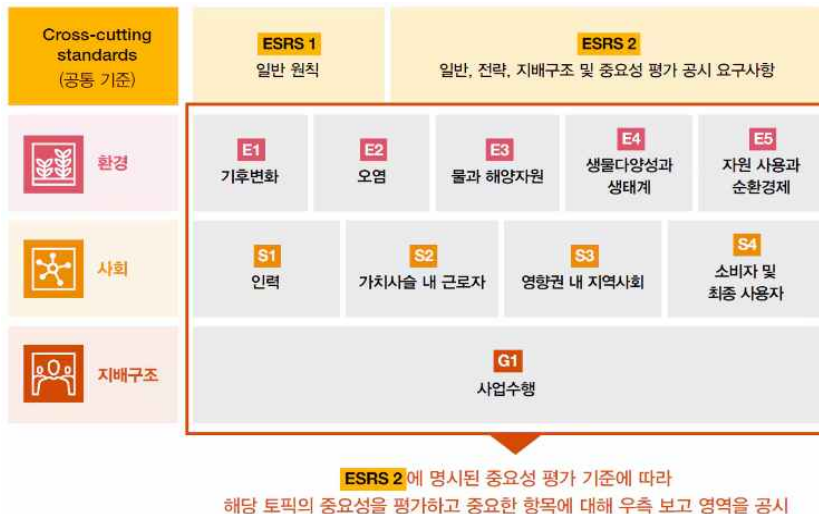 Cross-cutting
standards
(공통 기준)
ESRS 1
일반 원칙
ESRS 2
일반, 전략, 지배구조 및 중요성 평가 공시 요구사항
환경
E1
기후변화
E2
오염
E3
물과 해양자원
E4
생물다양성과
생태계
E5
자원 사용과
순환경제
사회
S1
인력
S2
가치사슬 내 근로자
S3
영향권 내 지역사회
S4
소비자 및
최종 사용자
지배구조
G1
사업수행
ESRS 2에 명시된 중요성 평가 기준에 따라
해당 토픽의 중요성을 평가하고 중요한 항목에 대해 우측 보고 영역을 공시